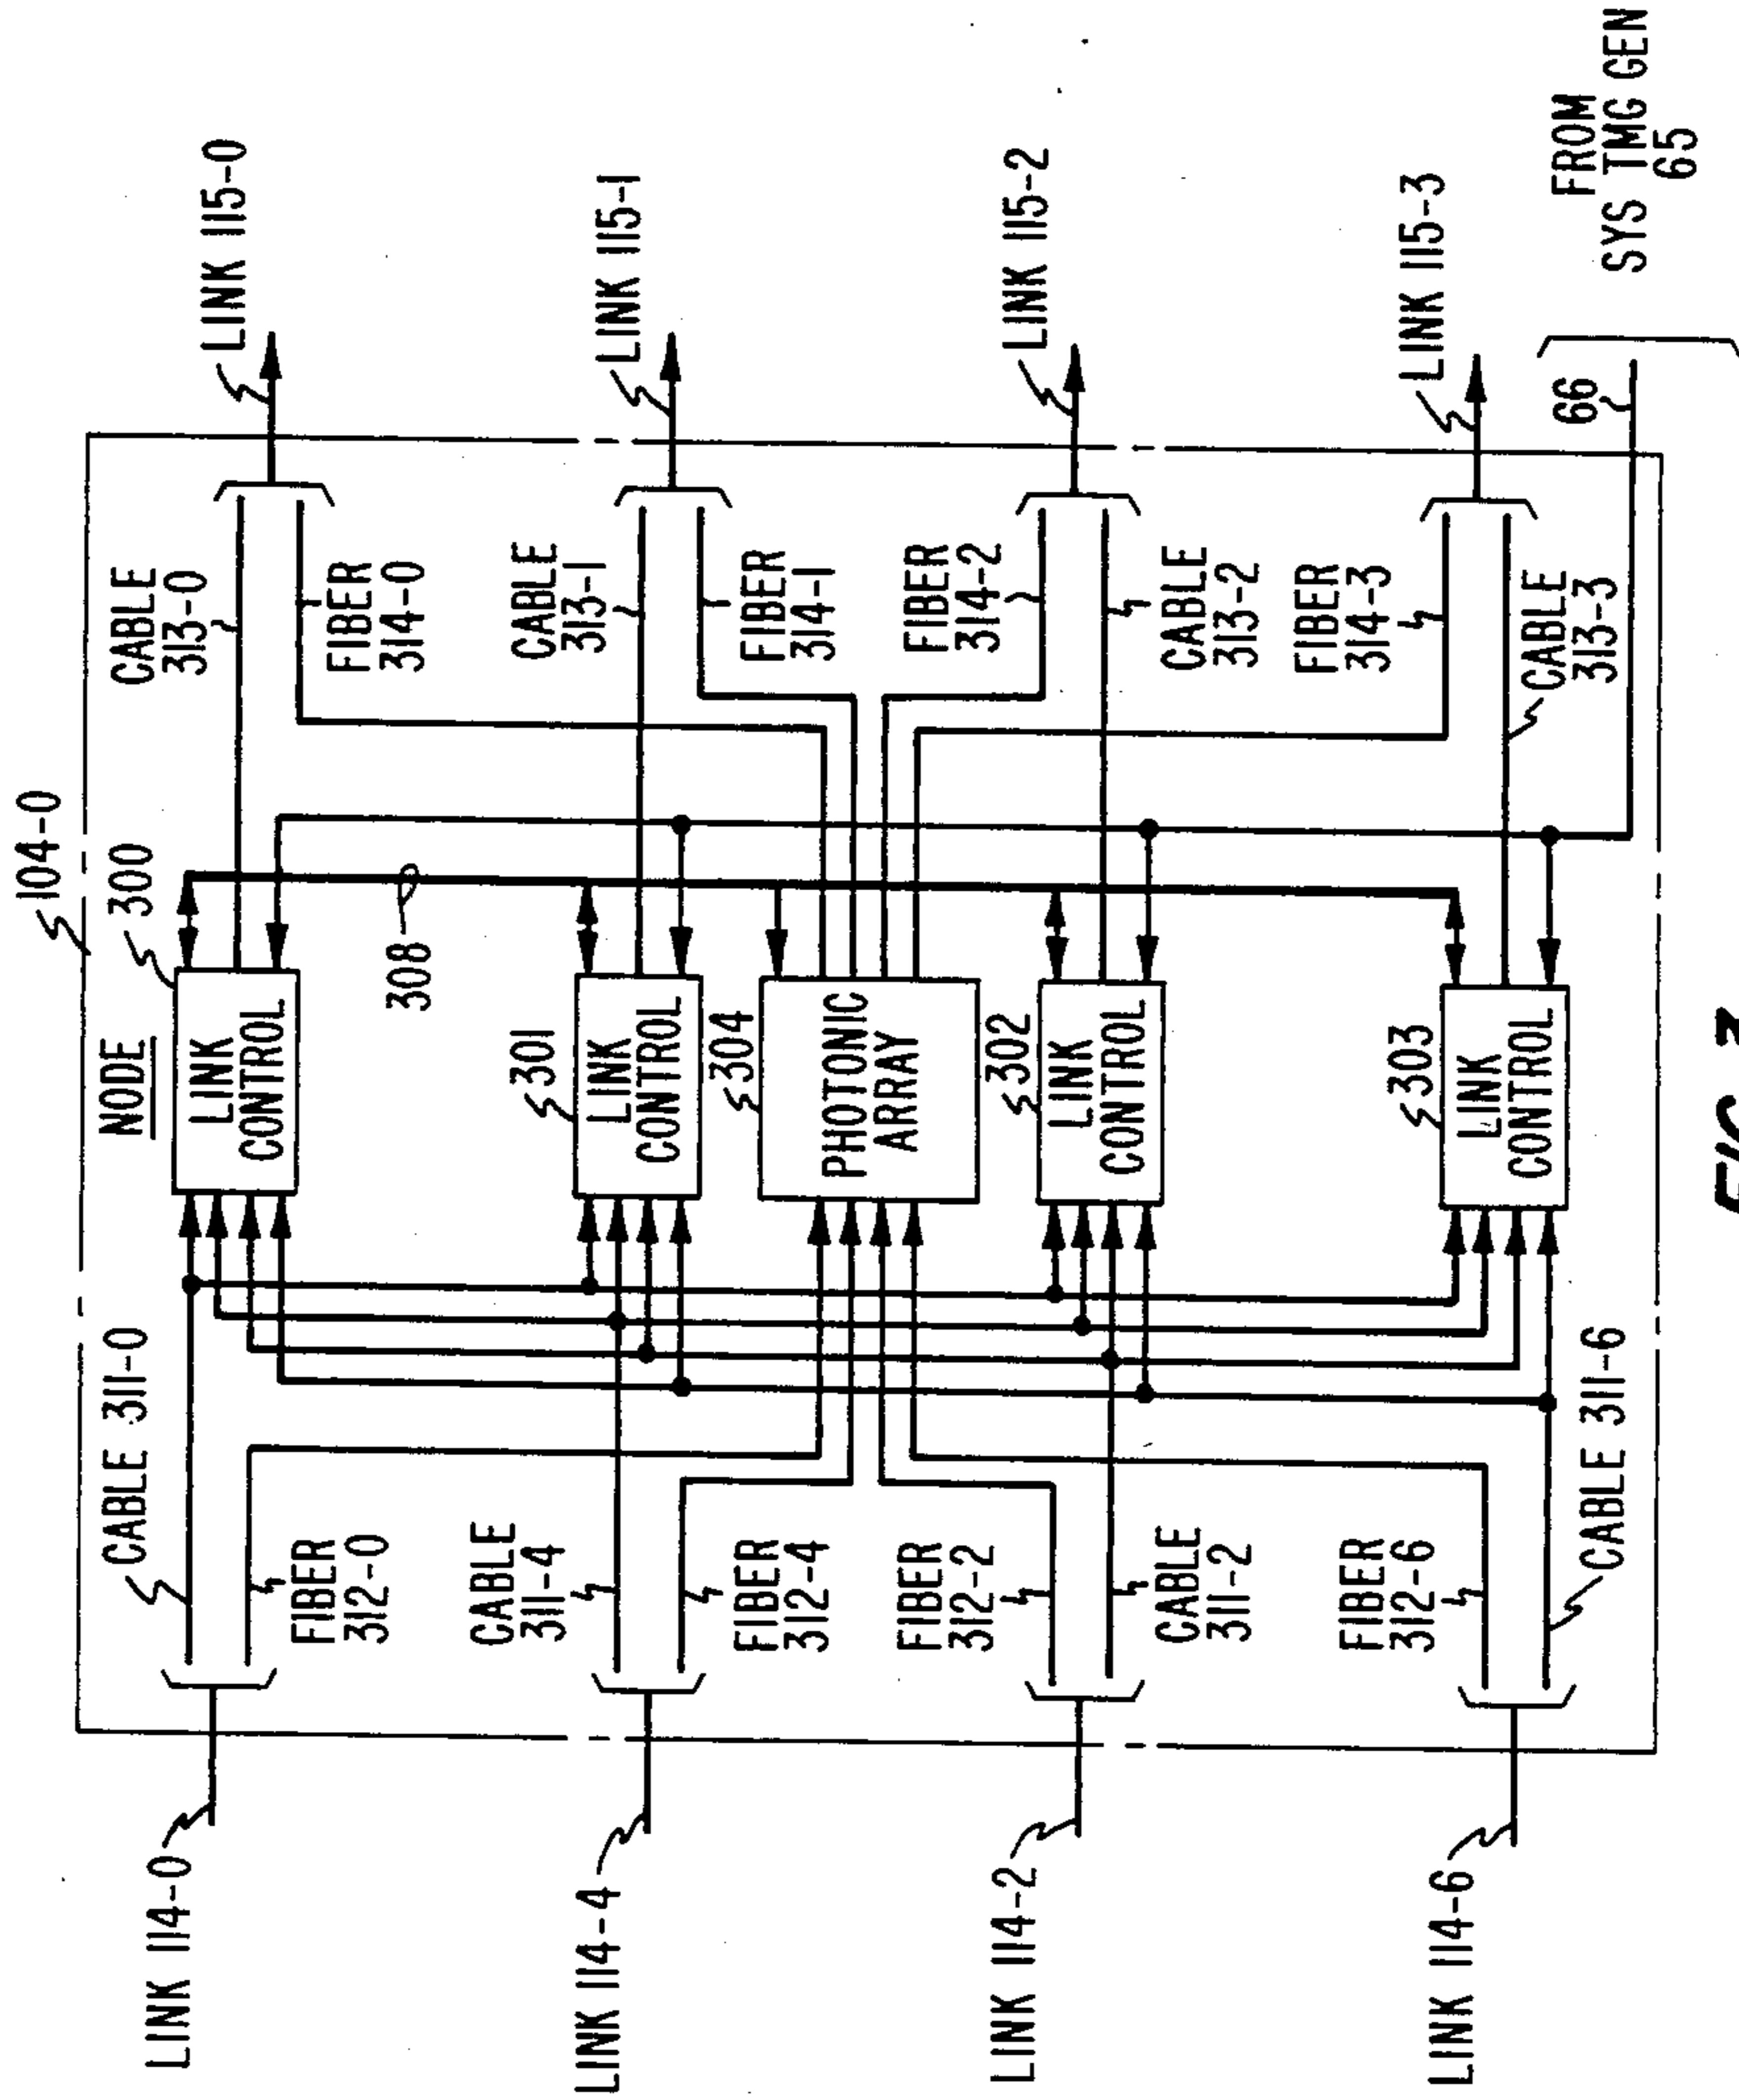 104-0
NODE
300
LINK
CONTROL
308
301
LINK
CONTROL
304
PHOTONIC
ARRAY
302
LINK
CONTROL
303
LINK
CONTROL
LINK 114-0
CABLE 311-0
FIBER
312-0
LINK 114-4
CABLE
311-4
FIBER
312-4
LINK 114-2
FIBER
312-2
CABLE
311-2
LINK 114-6
FIBER
312-6
CABLE 311-6
CABLE
313-0
FIBER
314-0
LINK 115-0
CABLE
313-1
FIBER
314-1
LINK 115-1
FIBER
314-2
CABLE
313-2
LINK 115-2
FIBER
314-3
CABLE
313-3
LINK 115-3
66
FROM
SYS TMG GEN
65